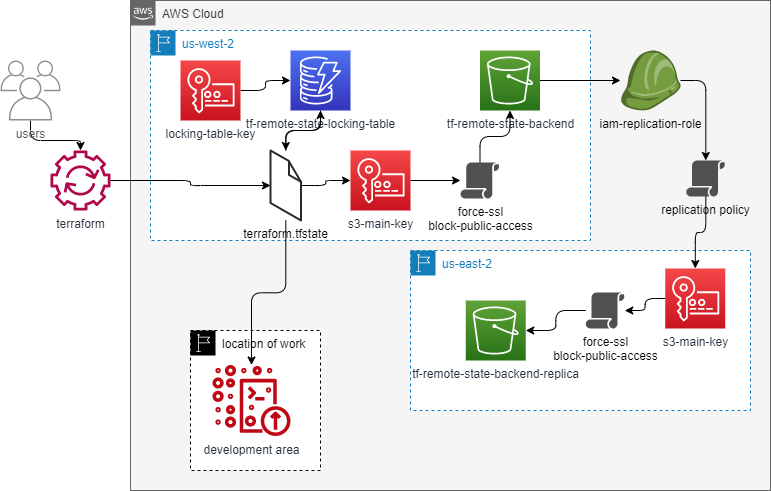 aws
AWS Cloud
us-west-2
users
locking-table-key
tf-remote-state-locking-table
tf-remote-state-backend
iam-replication-role
terraform
terraform.tfstate
s3-main-key
force-ssl
block-public-access
replication policy
us-east-2
location of work
development area
tf-remote-state-backend-replica
force-ssl
block-public-access
s3-main-key